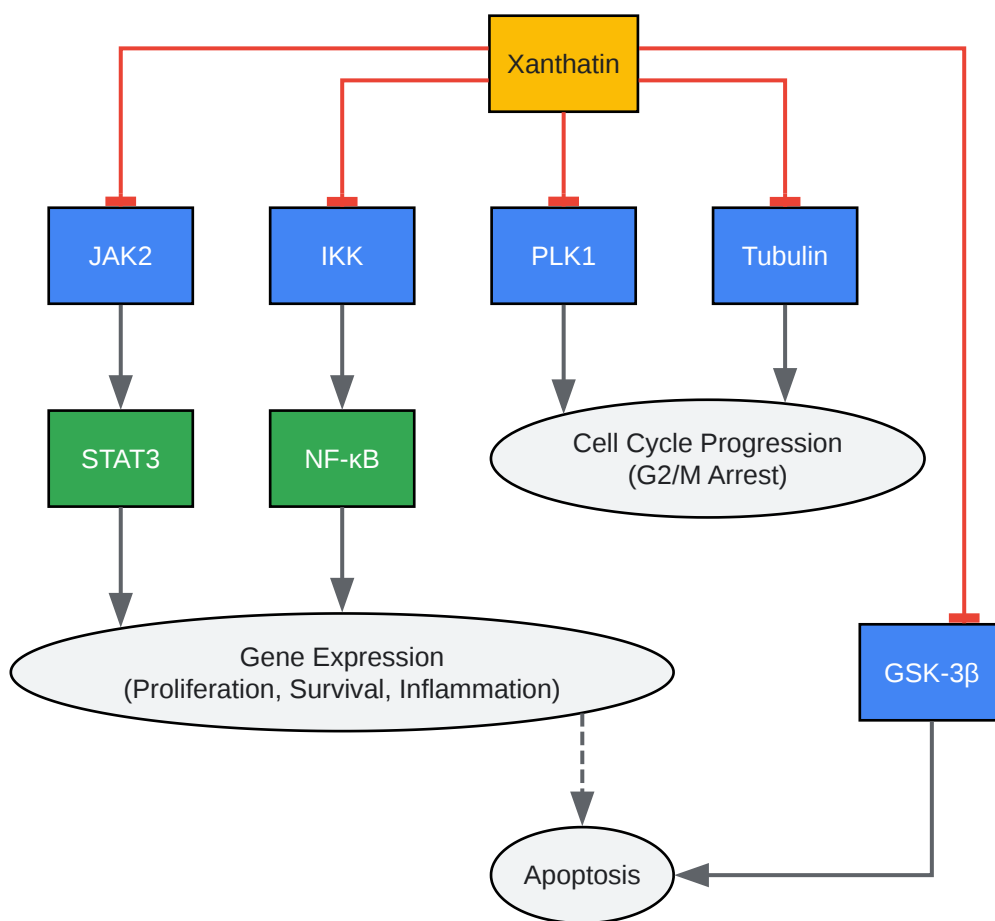 Xanthatin
JAK2
IKK
PLK1
Tubulin
STAT3
NF-κB
Cell Cycle Progression
(G2/M Arrest)
Gene Expression
(Proliferation, Survival, Inflammation)
GSK-3β
Apoptosis